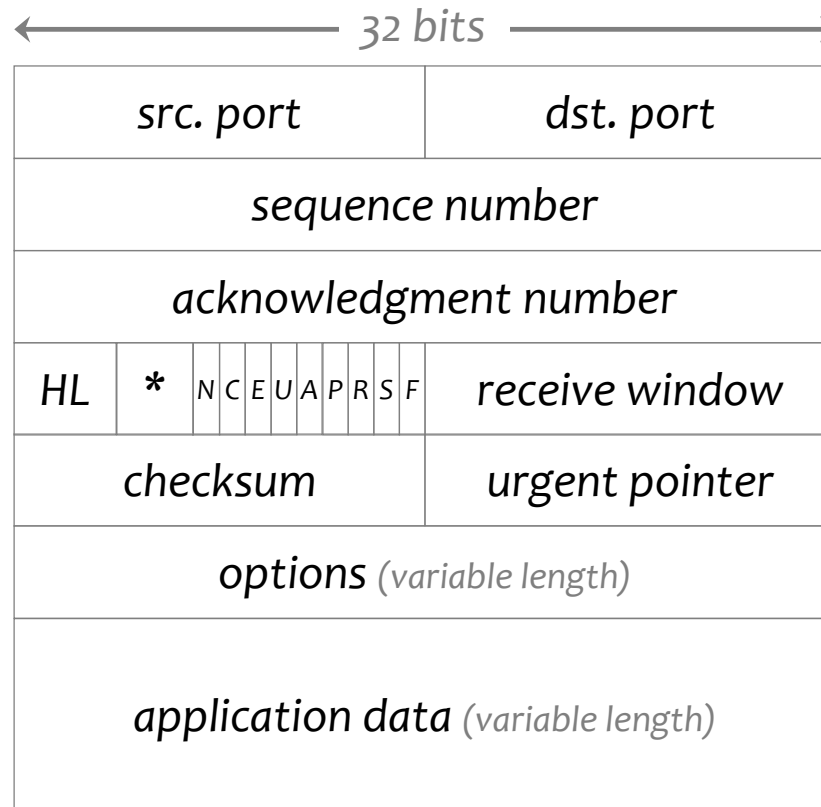 32 bits
src. port dst. port
sequence number
acknowledgment number
HL * N C E U A P R S F receive window
checksum urgent pointer
options (variable length)
application data (variable length)